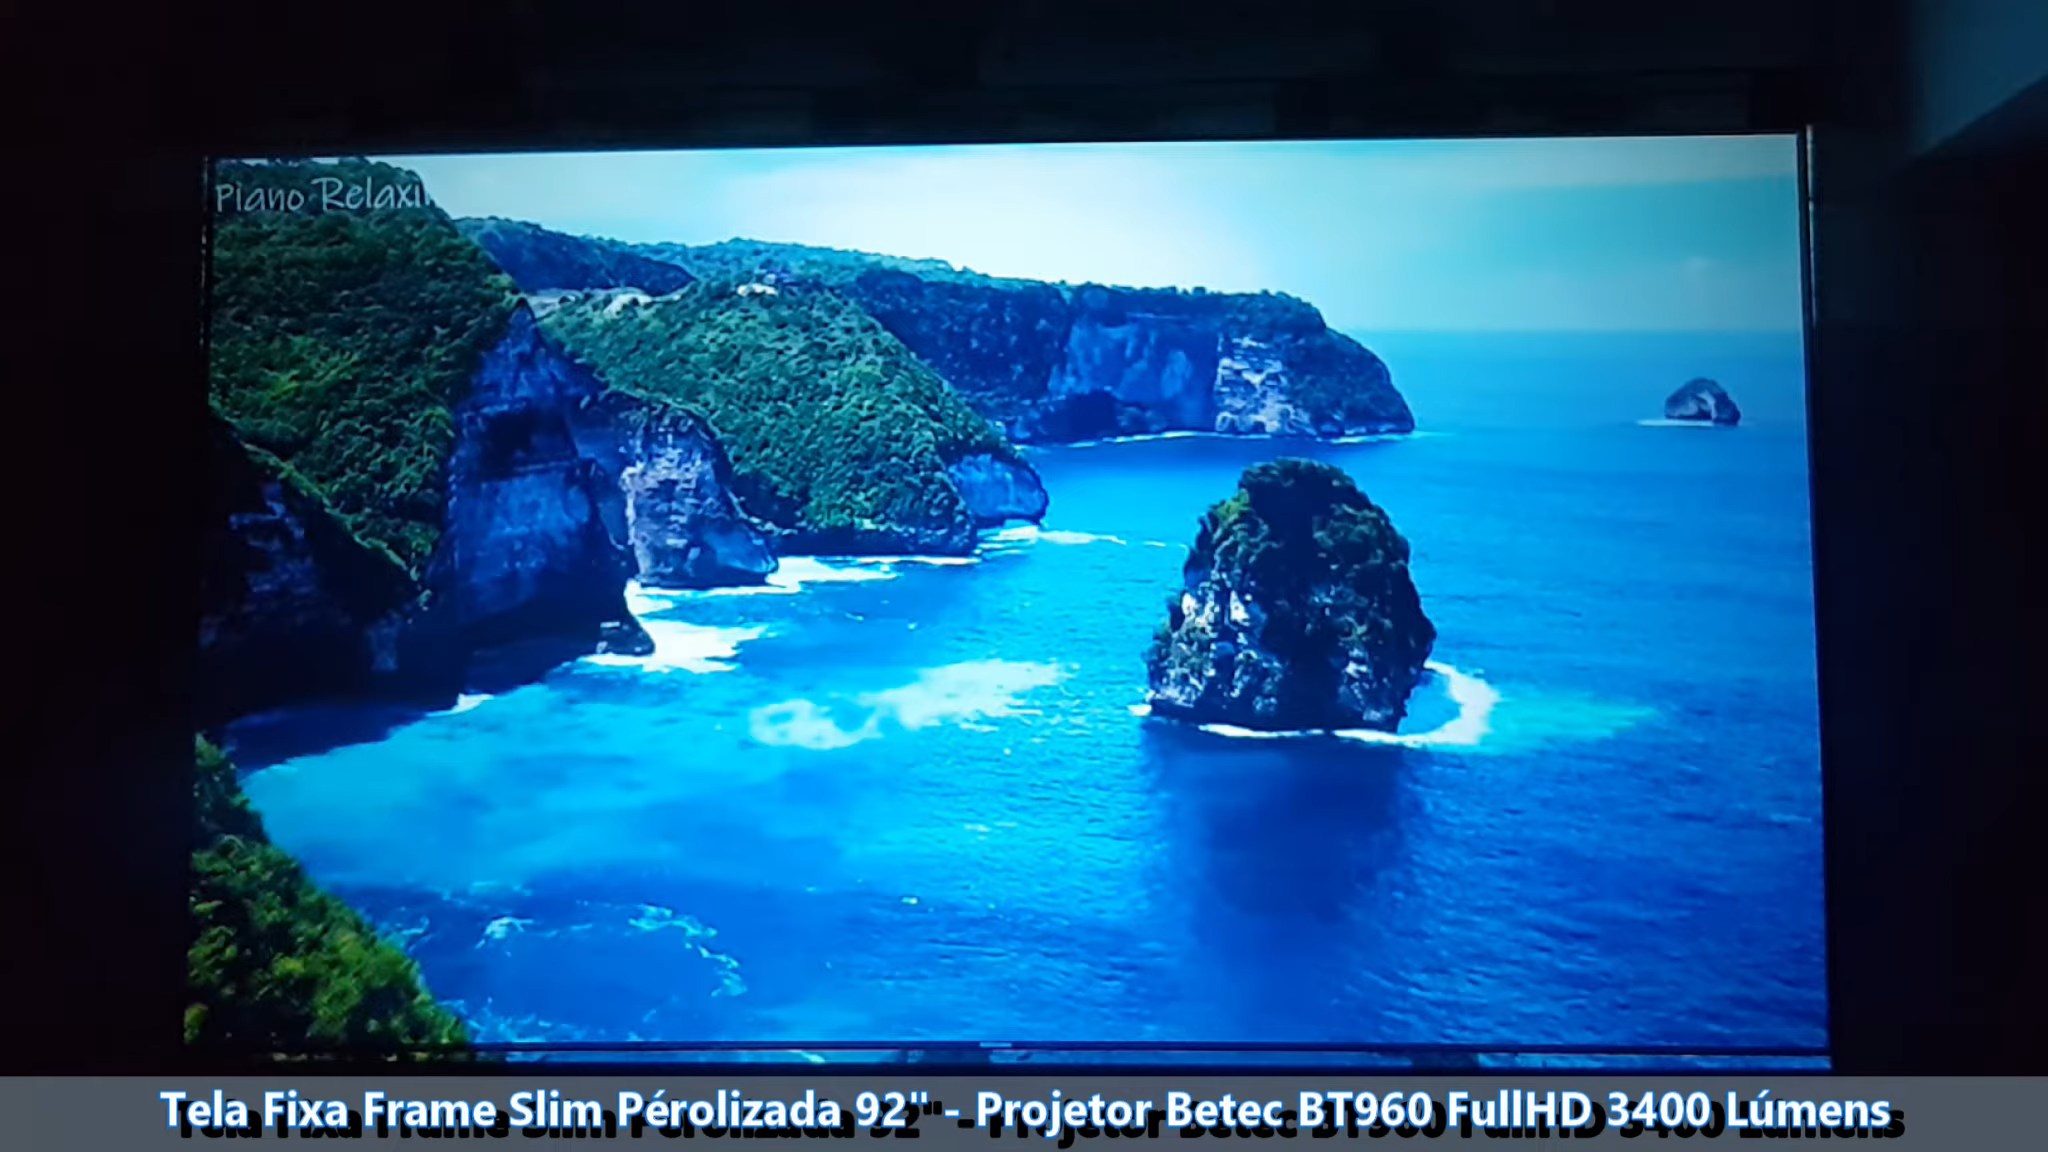 Piano Relaxi
Tela Fixa Frame Slim Pérolizada 92" - Projetor Betec BT960 FullHD 3400 Lúmens